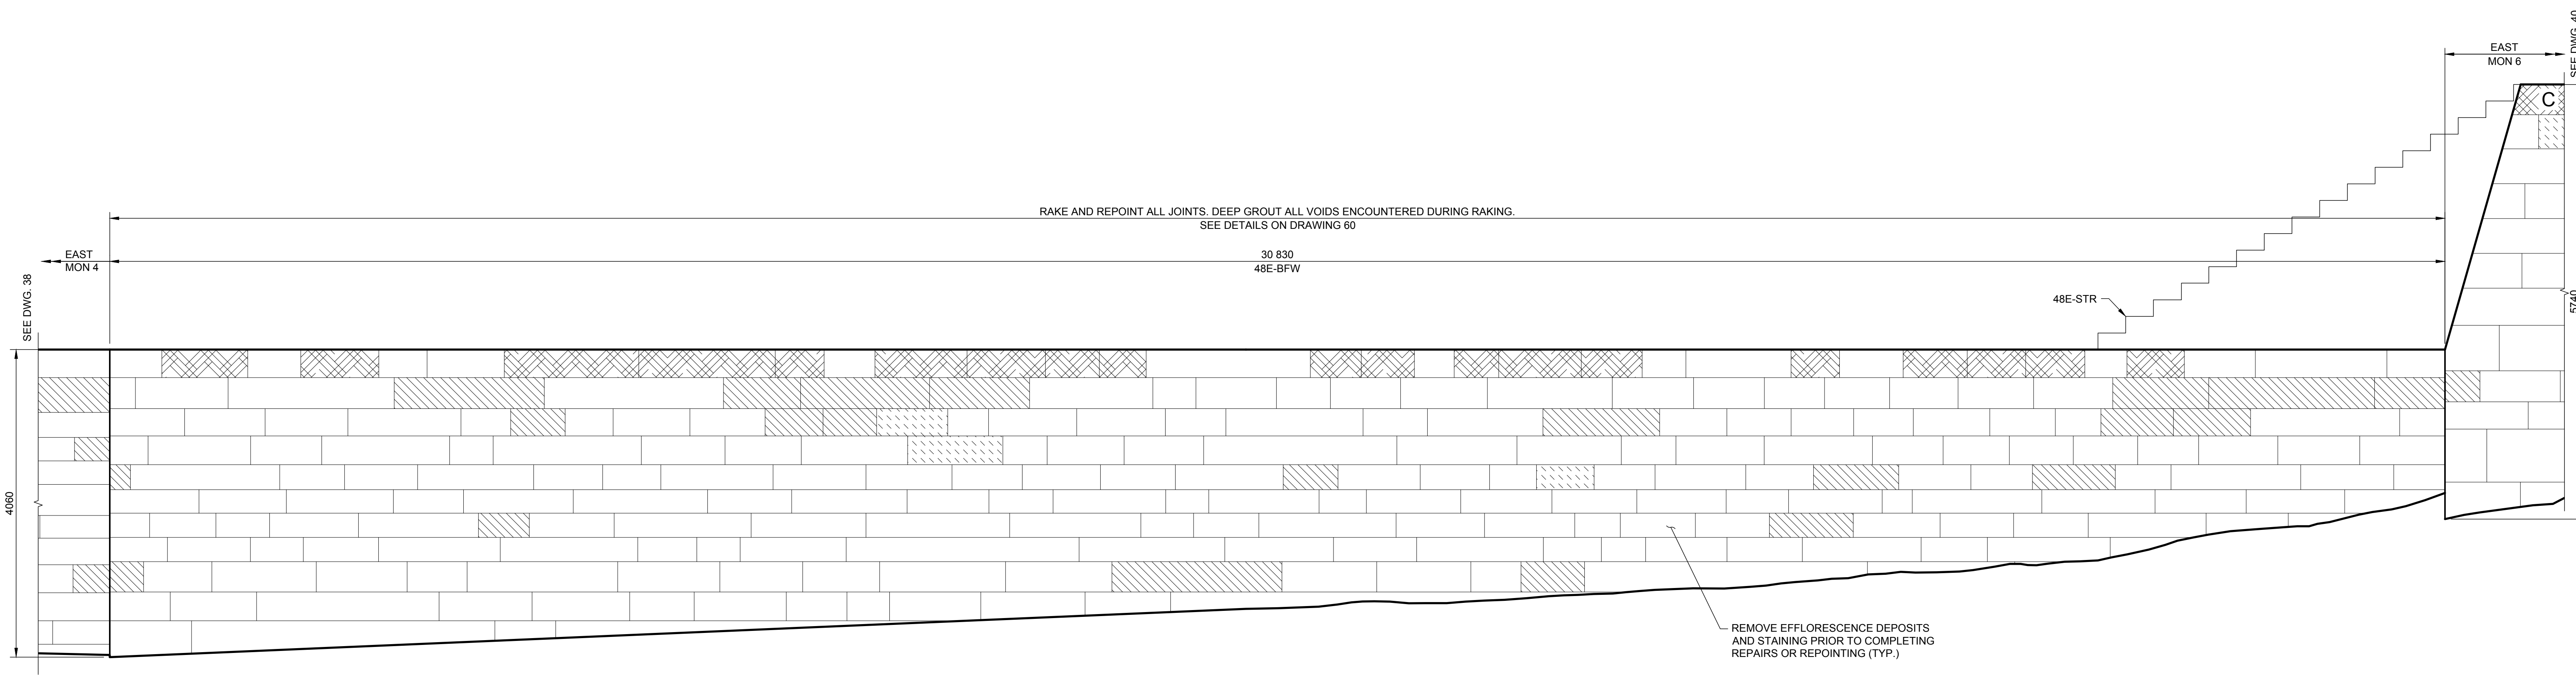 SEE DWG. 40
EAST
MON 6
C
RAKE AND REPOINT ALL JOINTS. DEEP GROUT ALL VOIDS ENCOUNTERED DURING RAKING.
SEE DETAILS ON DRAWING 60
EAST
MON 4
30 830
48E-BFW
SEE DWG. 38
48E-STR
5740
4060
REMOVE EFFLORESCENCE DEPOSITS
AND STAINING PRIOR TO COMPLETING
REPAIRS OR REPOINTING (TYP.)